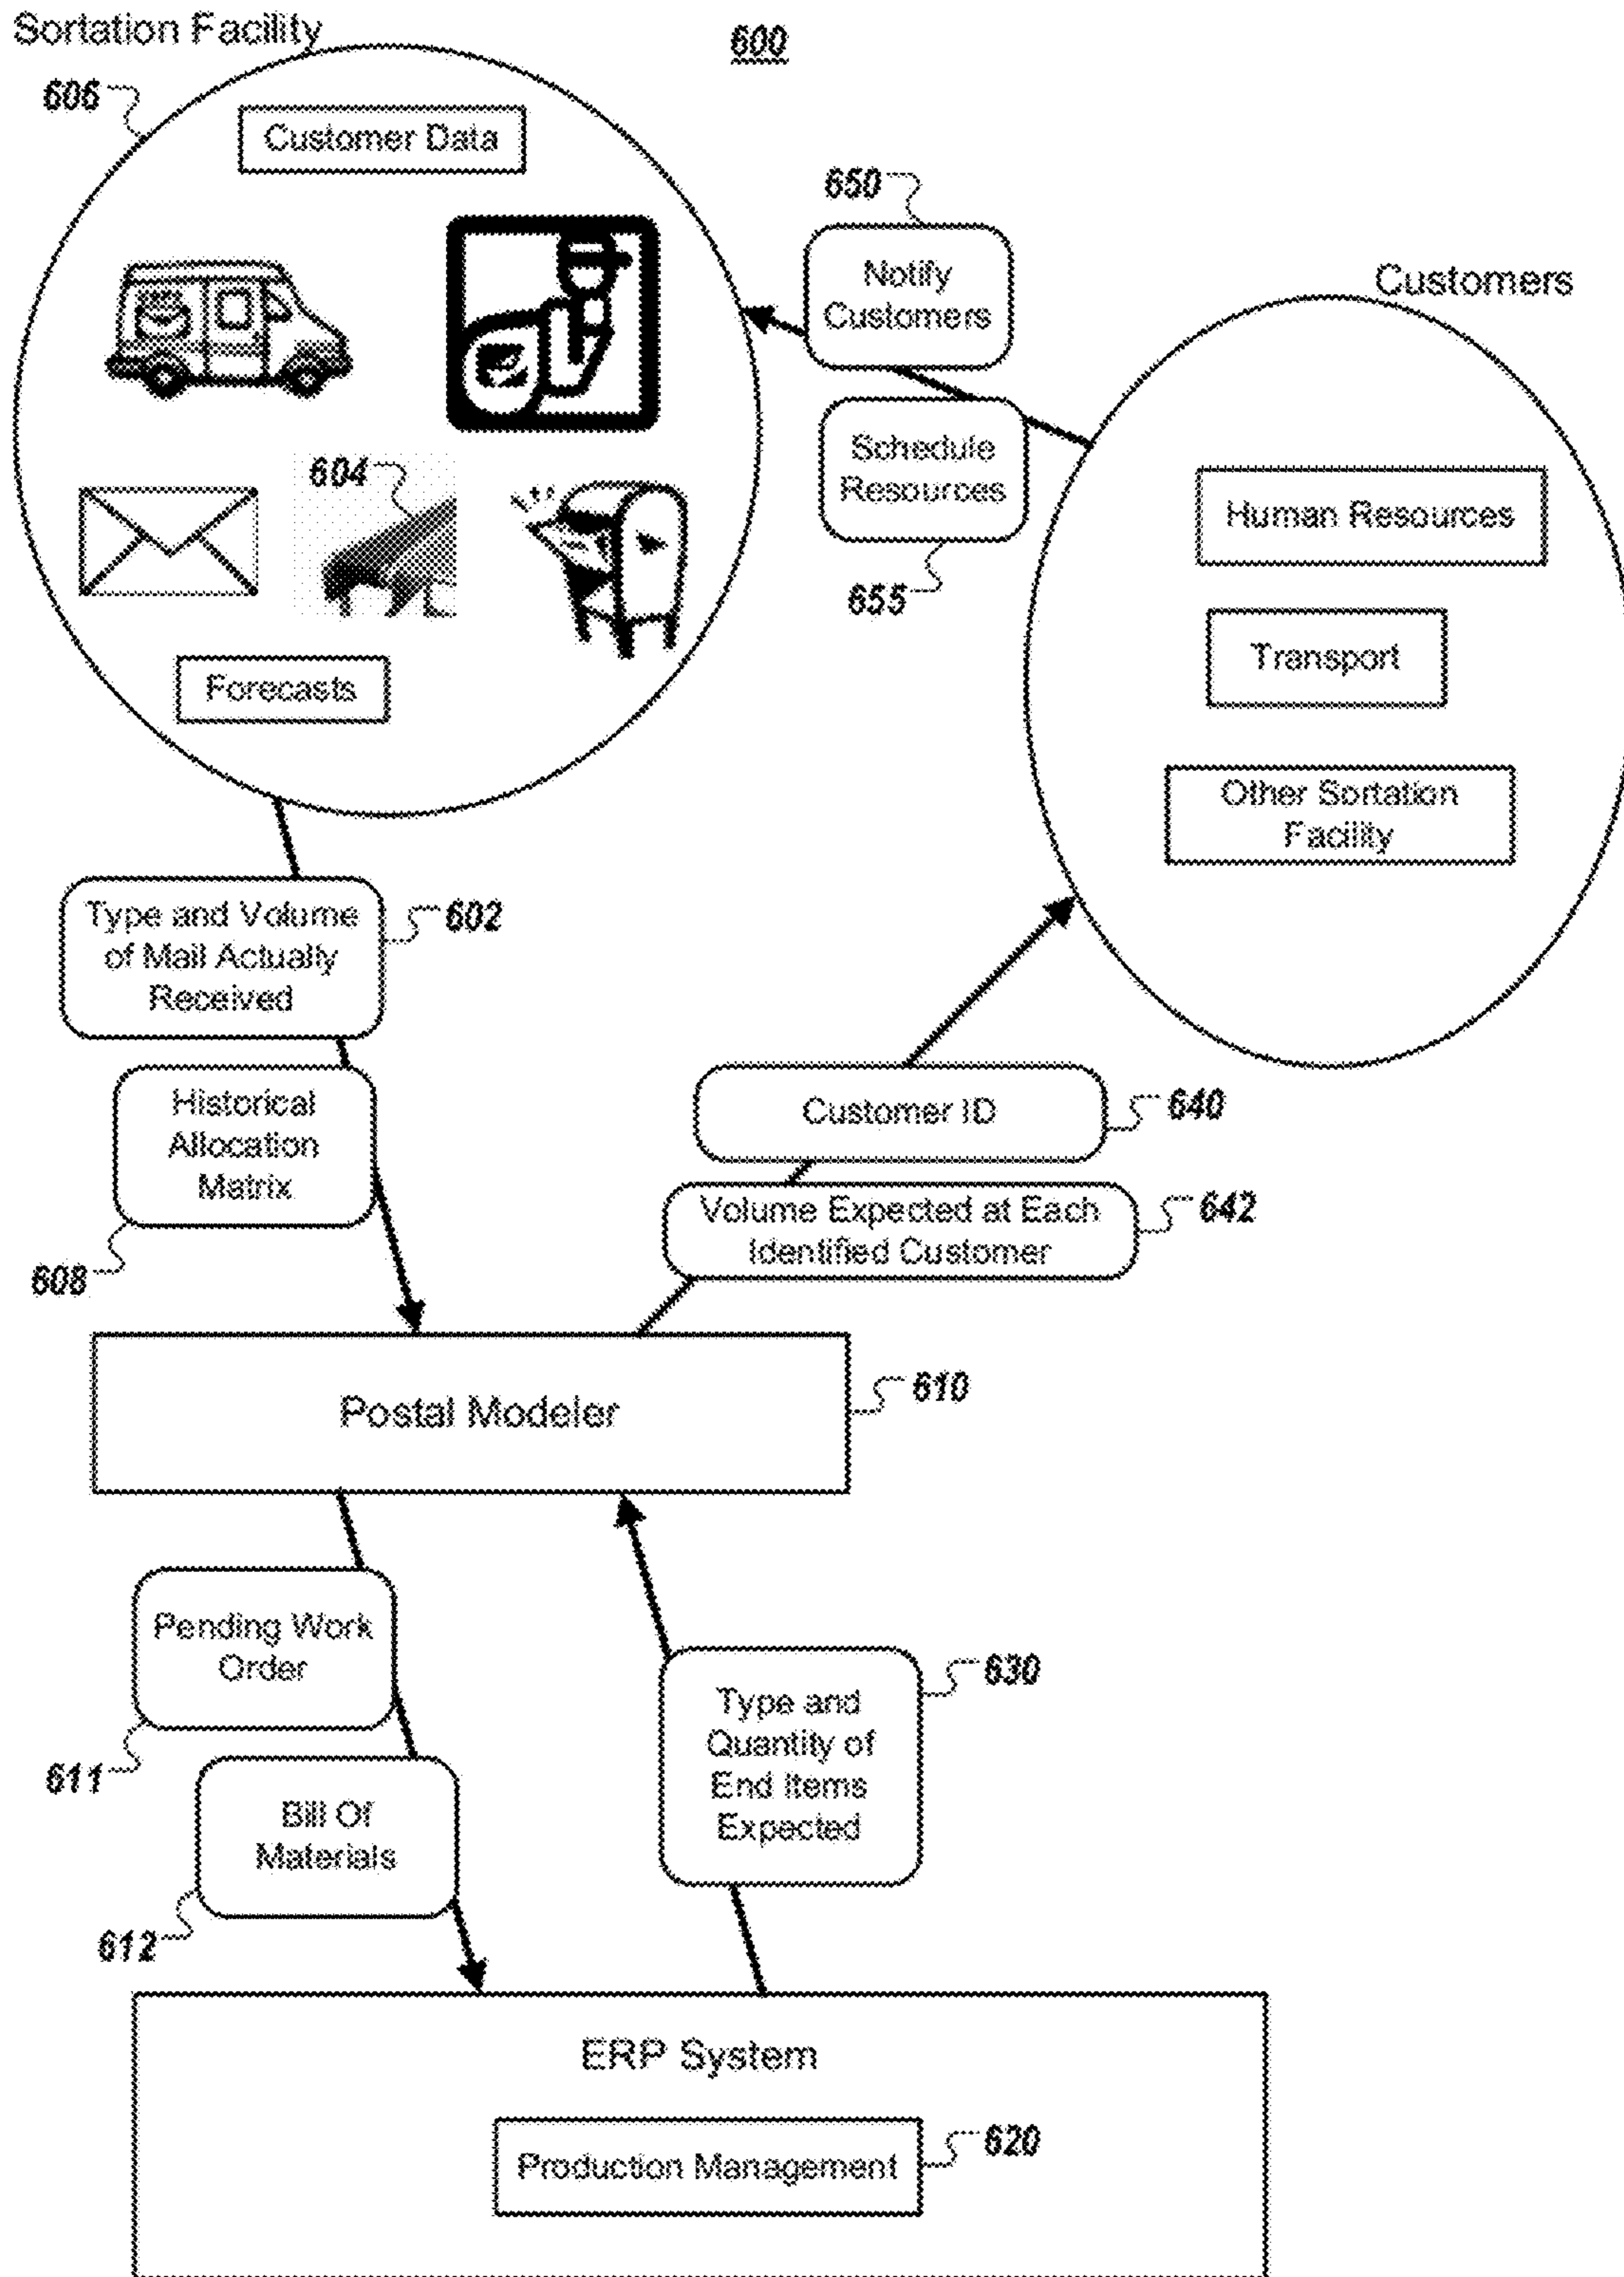 Sortation Facility
600
606
Customer Data
650
Notify
Customers
Customers
604
Schedule
Resources
655
Human Resources
Transport
Other Sortation
Facility
Forecasts
Type and Volume
of Mail Actually
Received
602
Historical
Allocation
Matrix
608
Customer ID
640
Volume Expected at Each
Identified Customer
642
Postal Modeler
610
Pending Work
Order
611
Bill Of
Materials
612
Type and
Quantity of
End Items
Expected
630
ERP System
Production Management
620